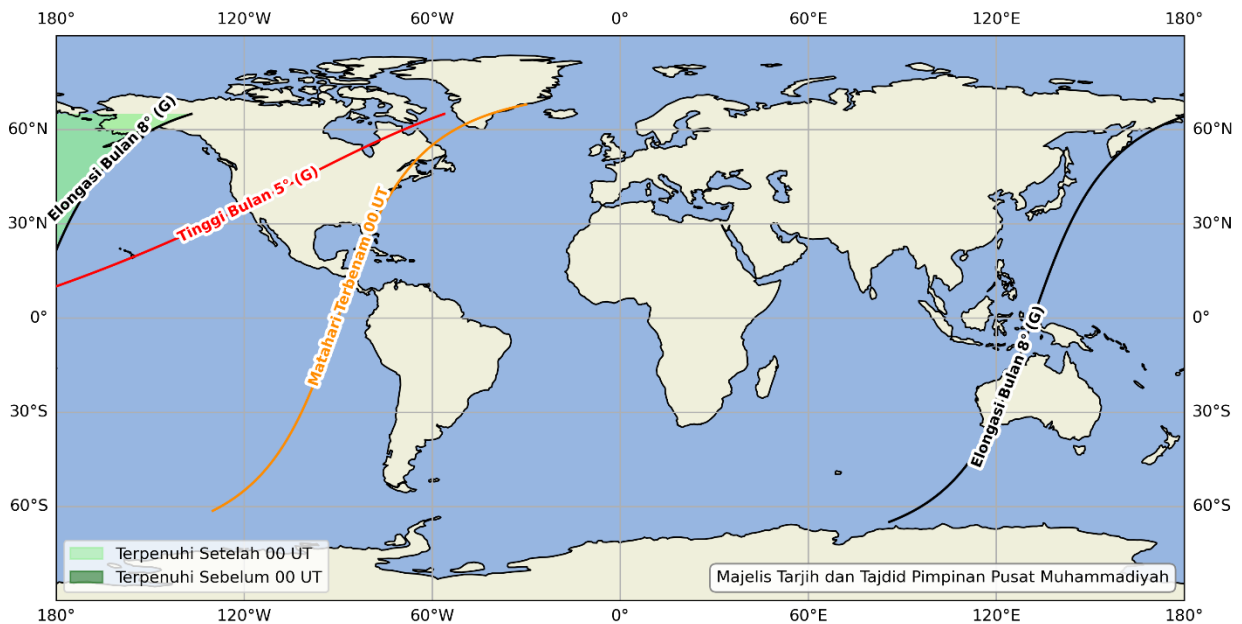 180° 120°W 60°W 0° 60°E 120°E 180°
60°N 60°N
30°N 30°N
0° 0°
30°S 30°S
60°S 60°S
Elongasi Bulan 8° (G)
Tinggi Bulan 5° (G)
Matahari Terbenam 00 UT
Elongasi Bulan 8° (G)
Terpenuhi Setelah 00 UT
Terpenuhi Sebelum 00 UT
Majelis Tarjih dan Tajdid Pimpinan Pusat Muhammadiyah
180° 120°W 60°W 0° 60°E 120°E 180°